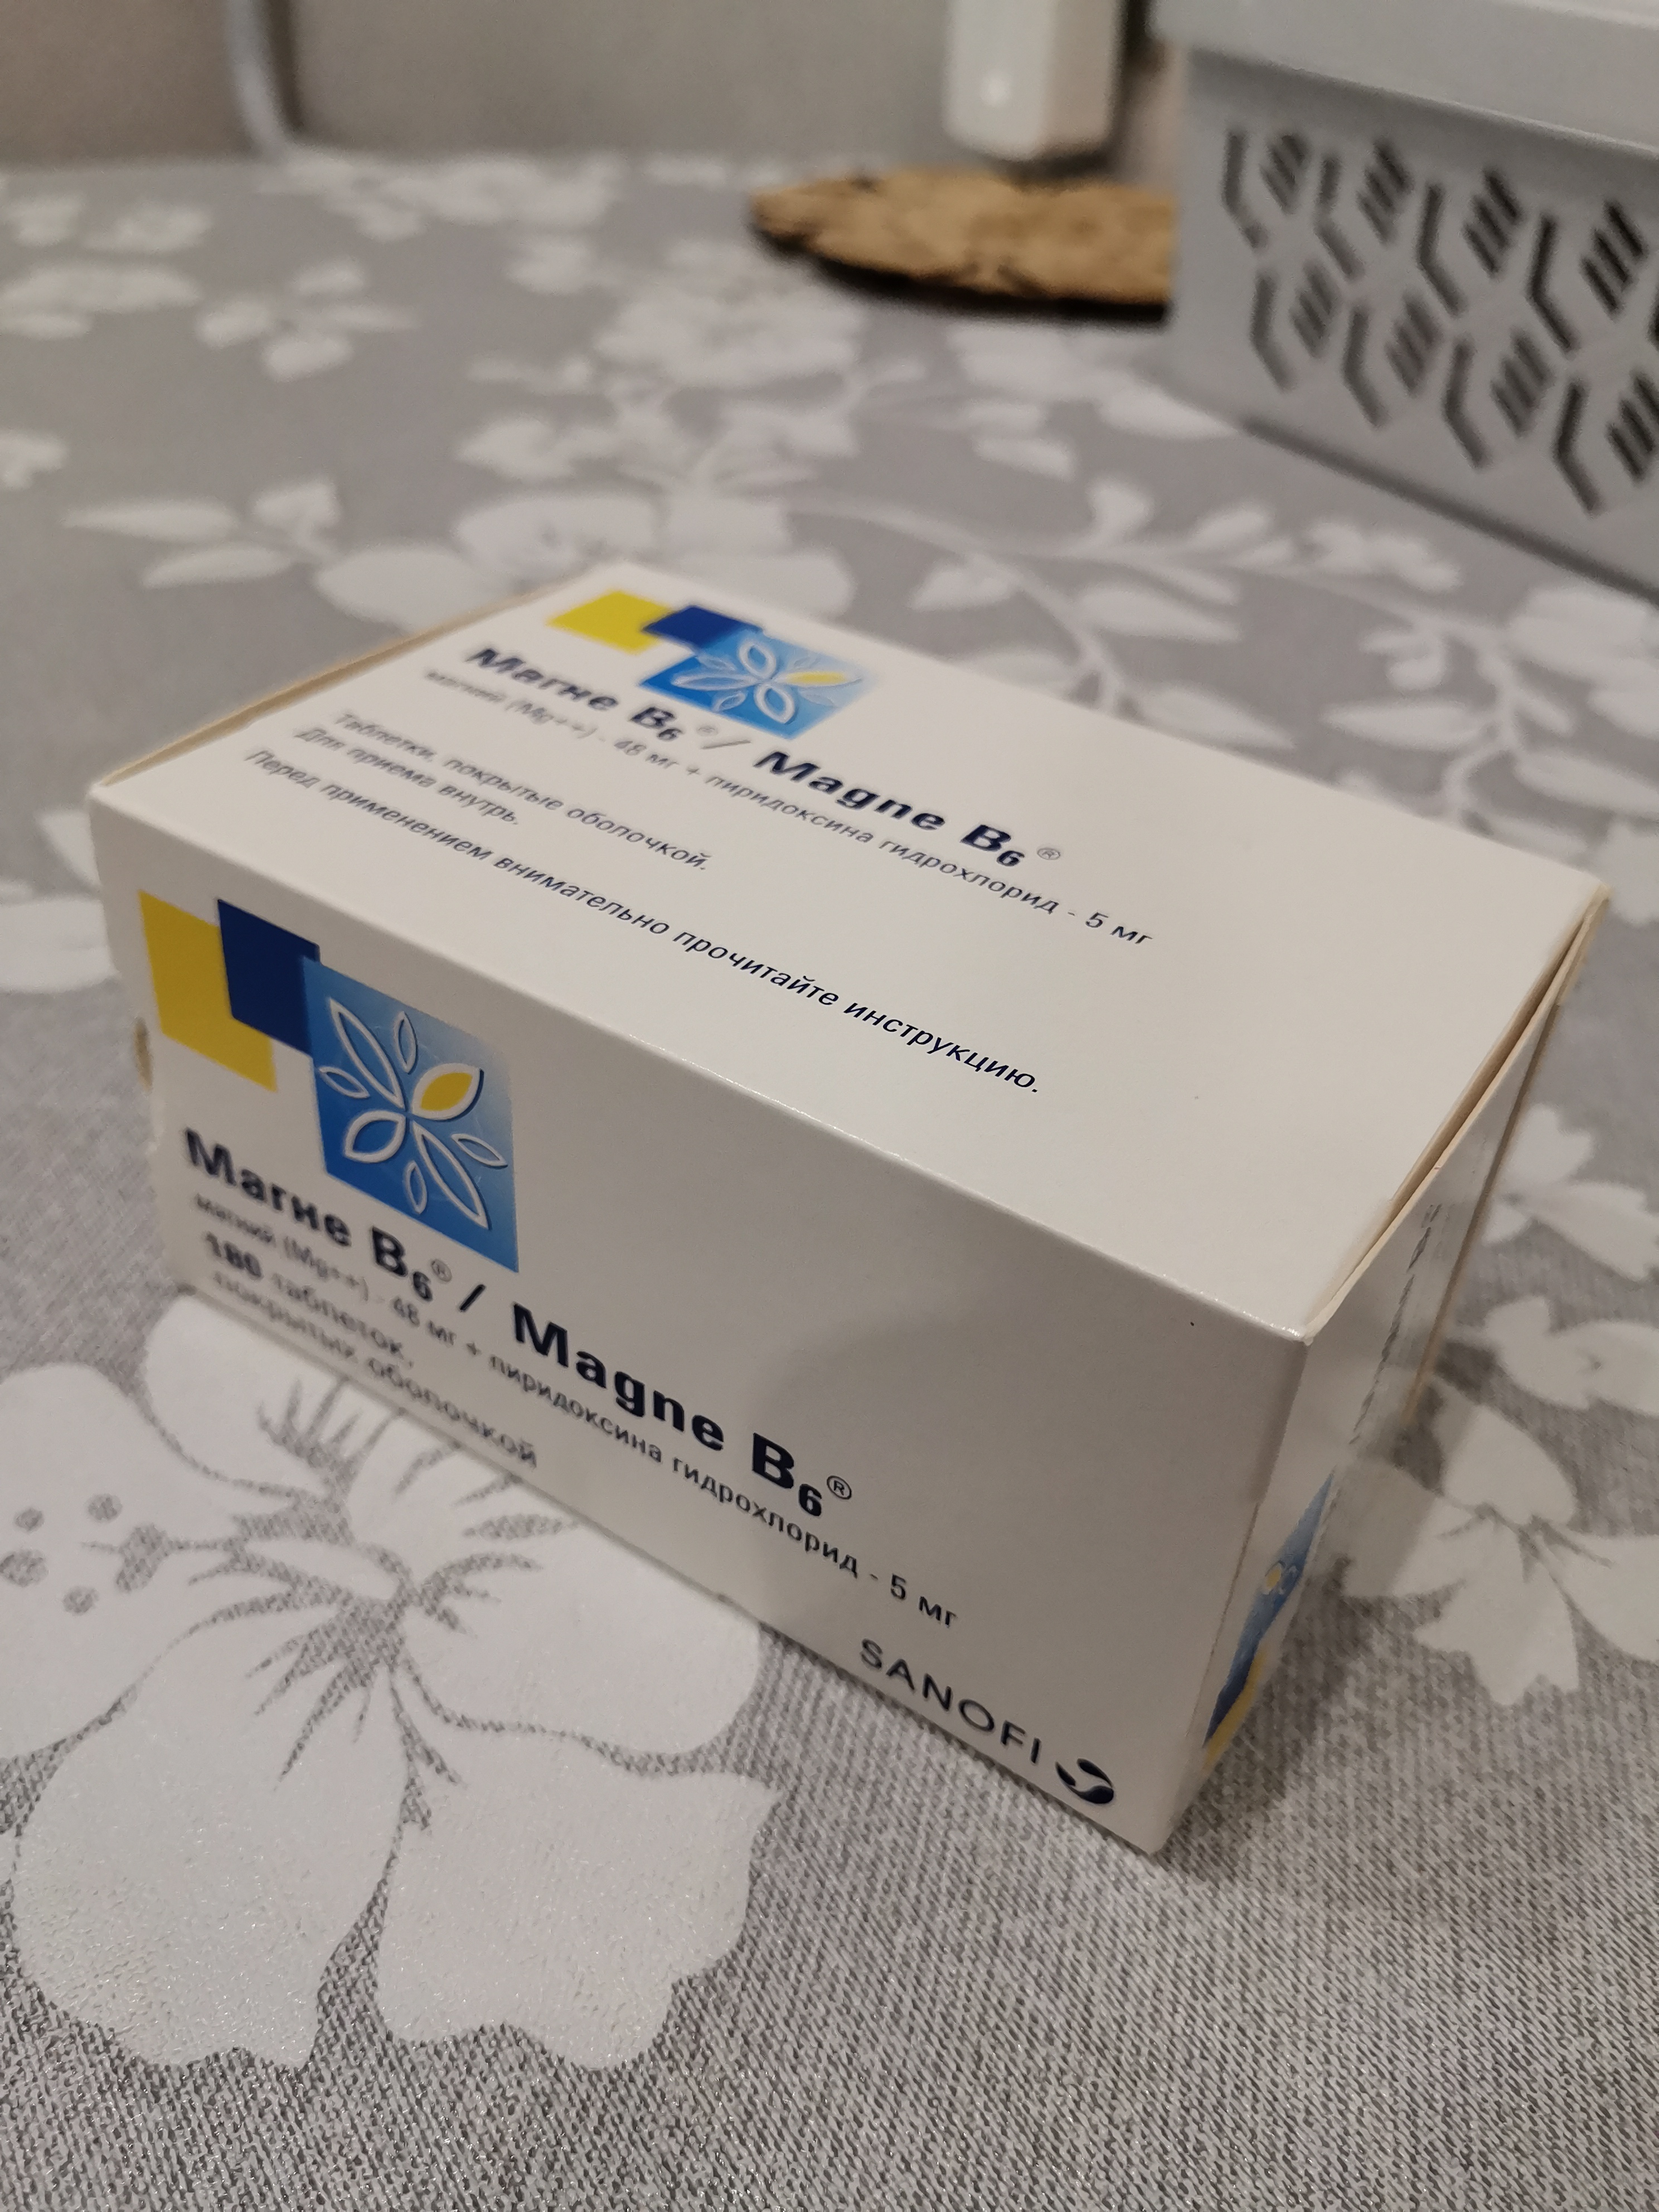 Магне B₆® / Magne B₆®
магний (Mg++) - 48 мг + пиридоксина гидрохлорид - 5 мг
Таблетки, покрытые оболочкой.
Для приема внутрь.
Перед применением внимательно прочитайте инструкцию.
Магне B₆® / Magne B₆®
магний (Mg++) - 48 мг + пиридоксина гидрохлорид - 5 мг
180 таблеток,
покрытых оболочкой
SANOFI